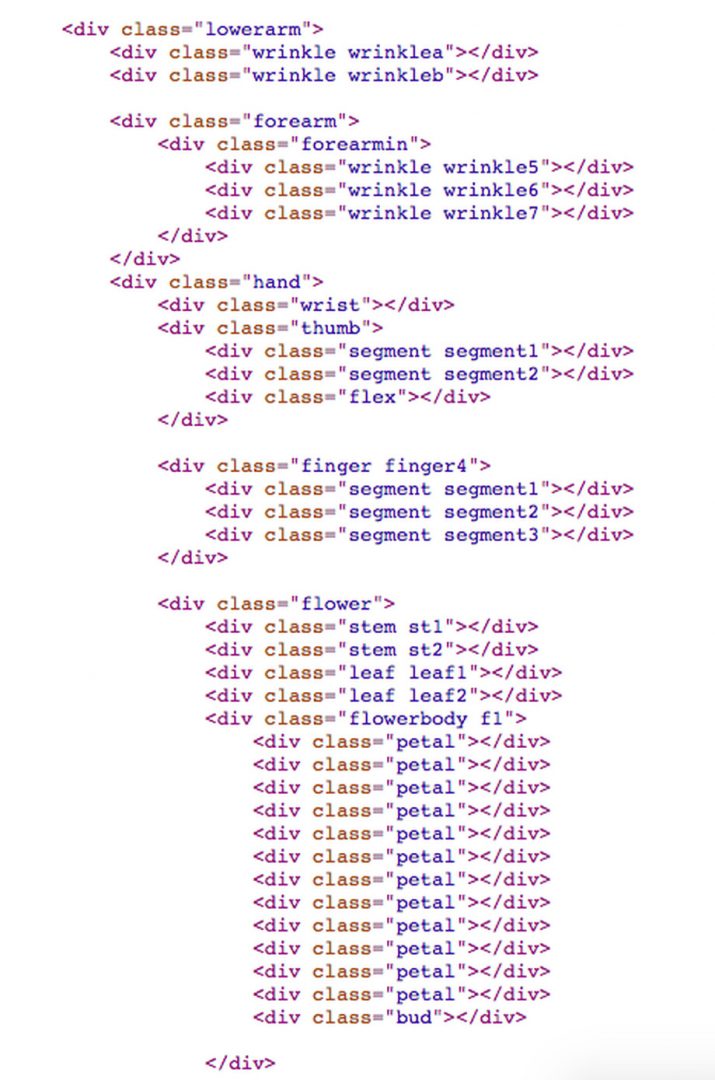 <div class="lowerarm">
<div class="wrinkle wrinklea"></div>
<div class="wrinkle wrinkleb"></div>
<div class="forearm">
<div class="forearmin">
<div class="wrinkle wrinkle5"></div>
<div class="wrinkle wrinkle6"></div>
<div class="wrinkle wrinkle7"></div>
</div>
</div>
<div class="hand">
<div class="wrist"></div>
<div class="thumb">
<div class="segment segment1"></div>
<div class="segment segment2"></div>
<div class="flex"></div>
</div>
<div class="finger finger4">
<div class="segment segment1"></div>
<div class="segment segment2"></div>
<div class="segment segment3"></div>
</div>
<div class="flower">
<div class="stem st1"></div>
<div class="stem st2"></div>
<div class="leaf leaf1"></div>
<div class="leaf leaf2"></div>
<div class="flowerbody f1">
<div class="petal"></div>
<div class="petal"></div>
<div class="petal"></div>
<div class="petal"></div>
<div class="petal"></div>
<div class="petal"></div>
<div class="petal"></div>
<div class="petal"></div>
<div class="petal"></div>
<div class="petal"></div>
<div class="petal"></div>
<div class="petal"></div>
<div class="bud"></div>
</div>